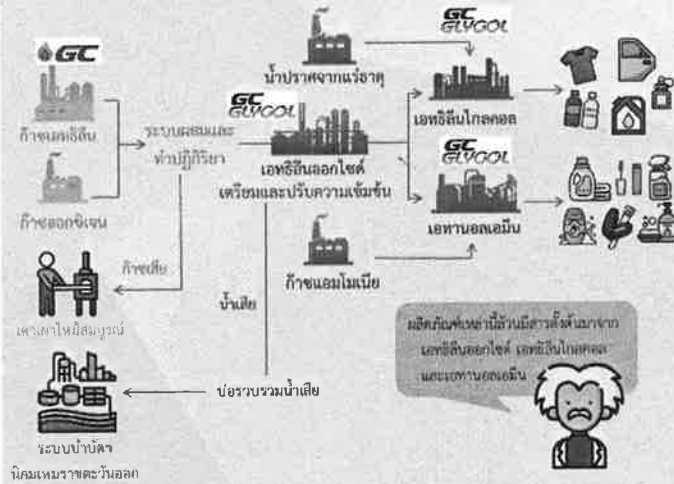 GC
ก๊าซเอทธิลีน
ก๊าซออกซิเจน
ระบบผสมและ
ทำปฏิกิริยา
GC
GLYCOL
เอทธิลีนออกไซด์
เตรียมและปรับความเข้มข้น
น้ำปราศจากแร่ธาตุ
GC
GLYCOL
เอทธิลีนไกลคอล
GC
GLYCOL
เอทานอลเอมีน
ก๊าซแอมโมเนีย
ก๊าซเสีย
เตาเผาไหม้สมบูรณ์
น้ำเสีย
บ่อรวบรวมน้ำเสีย
ระบบบำบัดฯ
นิคมเหมราชตะวันออก
ผลิตภัณฑ์เหล่านี้ล้วนมีสารตั้งต้นมาจาก
เอทธิลีนออกไซด์ เอทธิลีนไกลคอล
และเอทานอลเอมีน